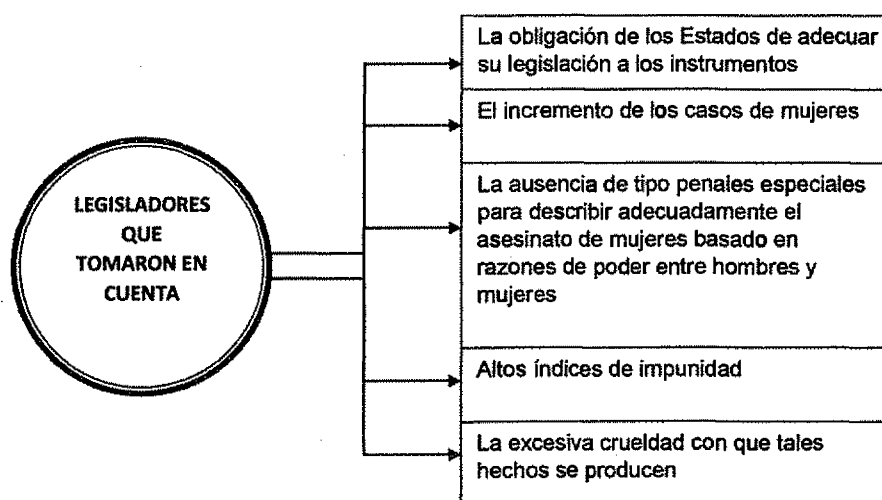 LEGISLADORES
QUE
TOMARON EN
CUENTA
La obligación de los Estados de adecuar
su legislación a los instrumentos
El incremento de los casos de mujeres
La ausencia de tipo penales especiales
para describir adecuadamente el
asesinato de mujeres basado en
razones de poder entre hombres y
mujeres
Altos índices de impunidad
La excesiva crueldad con que tales
hechos se producen